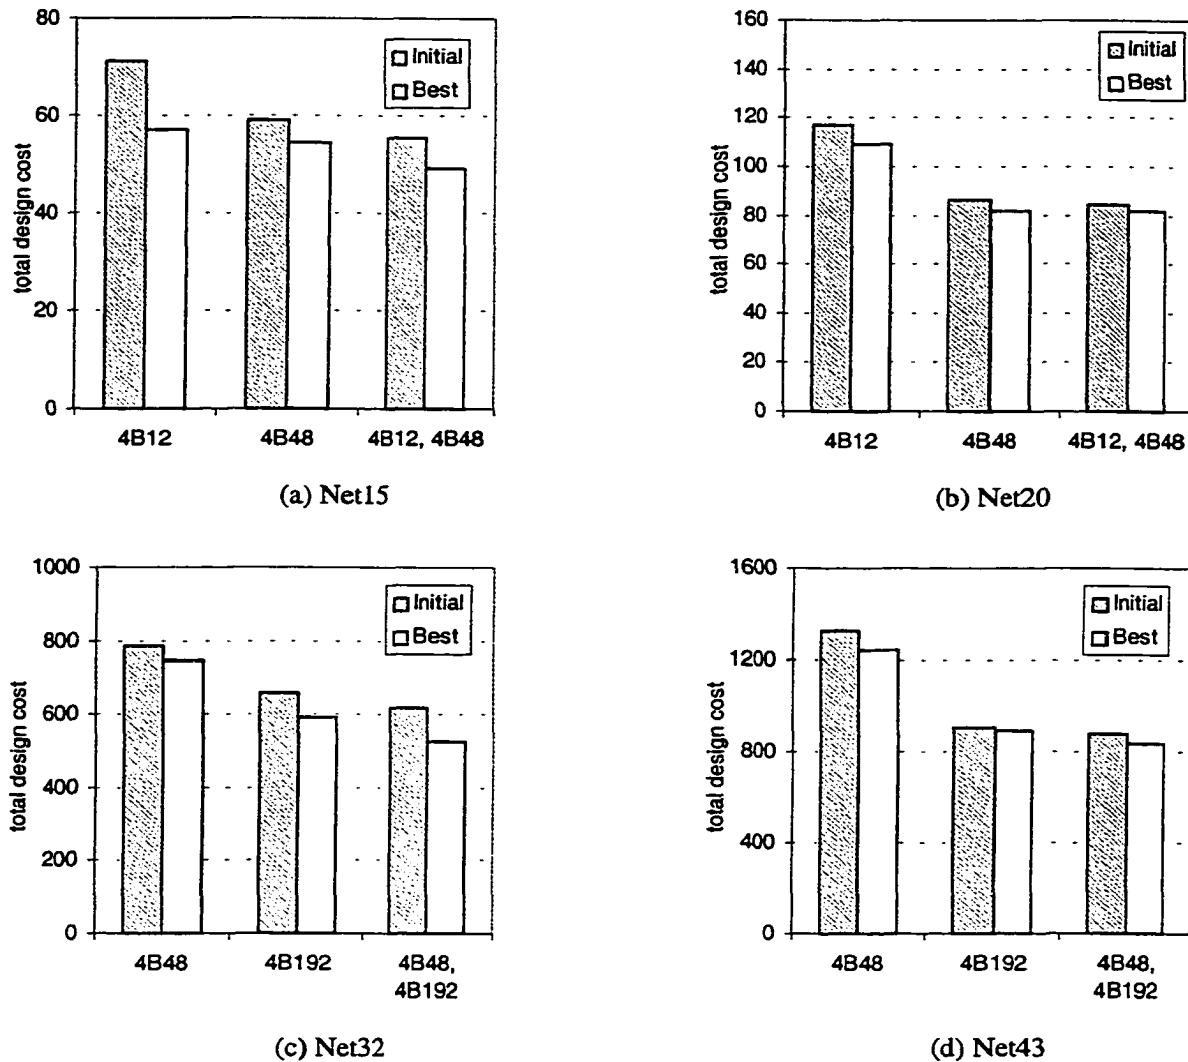 80
60
40
20
0
total design cost
Initial
Best
4B12
4B48
4B12, 4B48
(a) Net15
160
140
120
100
80
60
40
20
0
total design cost
Initial
Best
4B12
4B48
4B12, 4B48
(b) Net20
1000
800
600
400
200
0
total design cost
Initial
Best
4B48
4B192
4B48,
4B192
(c) Net32
1600
1200
800
400
0
total design cost
Initial
Best
4B48
4B192
4B48,
4B192
(d) Net43